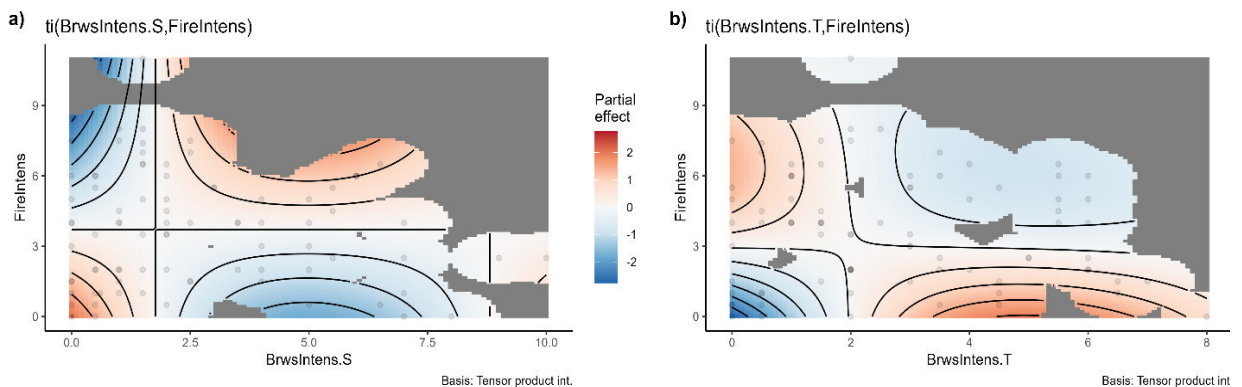 a)
ti(BrwsIntens.S,FireIntens)
FireIntens
9
6
3
0
0.0 2.5 5.0 7.5 10.0
BrwsIntens.S
Basis: Tensor product int.
Partial
effect
2
1
0
-1
-2
b)
ti(BrwsIntens.T,FireIntens)
FireIntens
9
6
3
0
0 2 4 6 8
BrwsIntens.T
Basis: Tensor product int